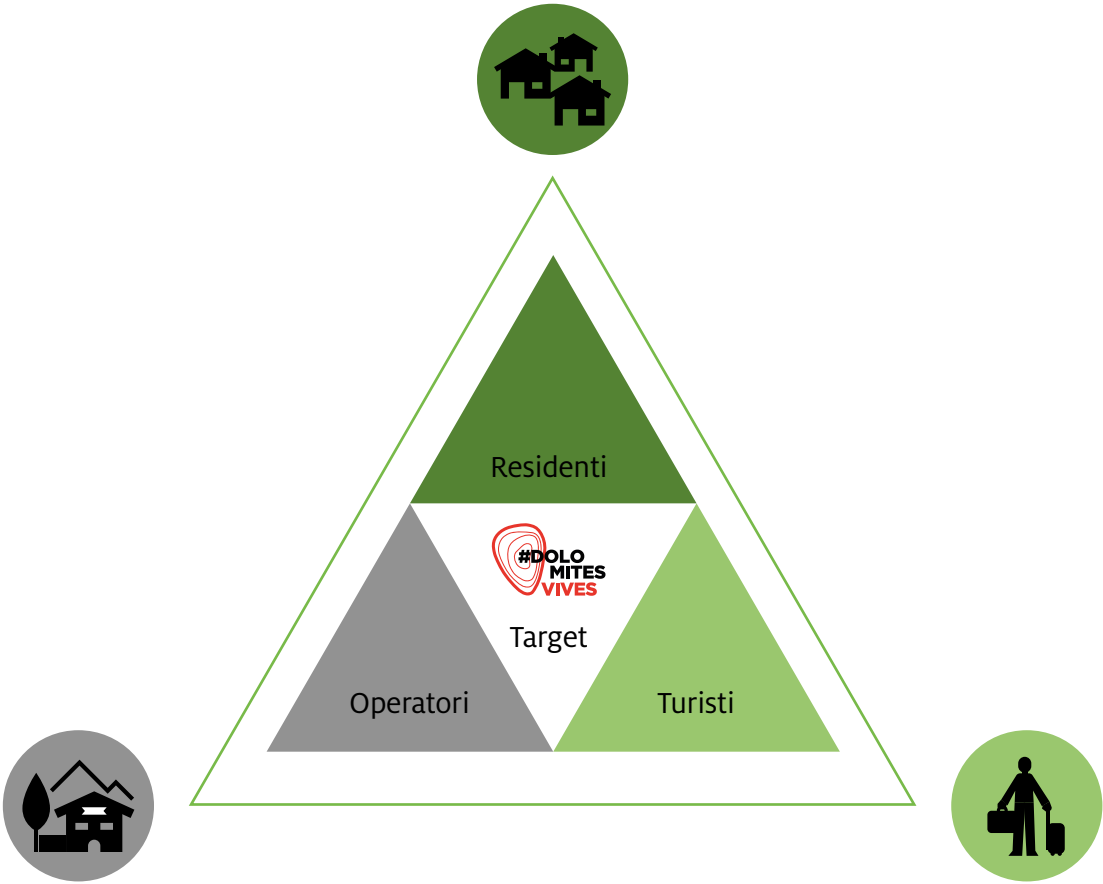 Residenti
#DOLO
MITES
VIVES
Target
Operatori
Turisti